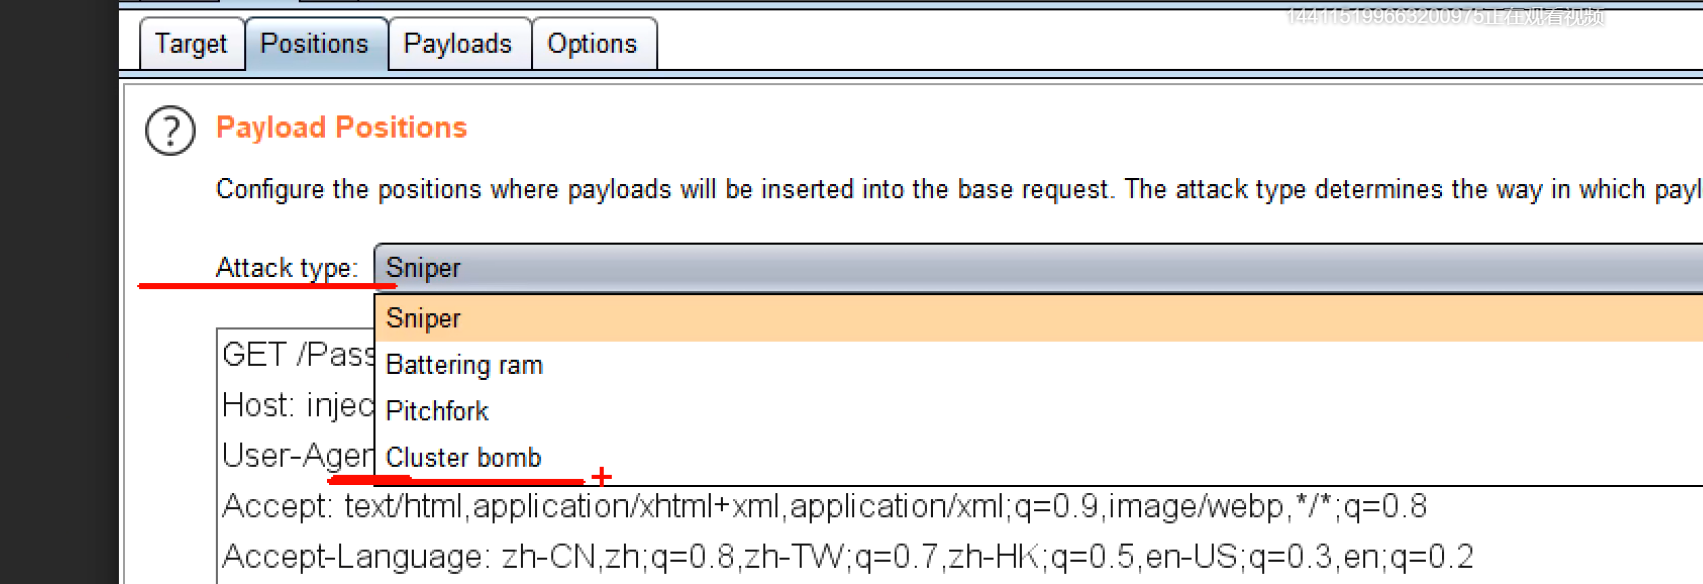 144115199663200975正在观看视频
Target Positions Payloads Options
? Payload Positions
Configure the positions where payloads will be inserted into the base request. The attack type determines the way in which payl
Attack type: Sniper
Sniper
GET /Pass Battering ram
Host: injec Pitchfork
User-Agen Cluster bomb
Accept: text/html,application/xhtml+xml,application/xml;q=0.9,image/webp,*/*;q=0.8
Accept-Language: zh-CN,zh;q=0.8,zh-TW;q=0.7,zh-HK;q=0.5,en-US;q=0.3,en;q=0.2